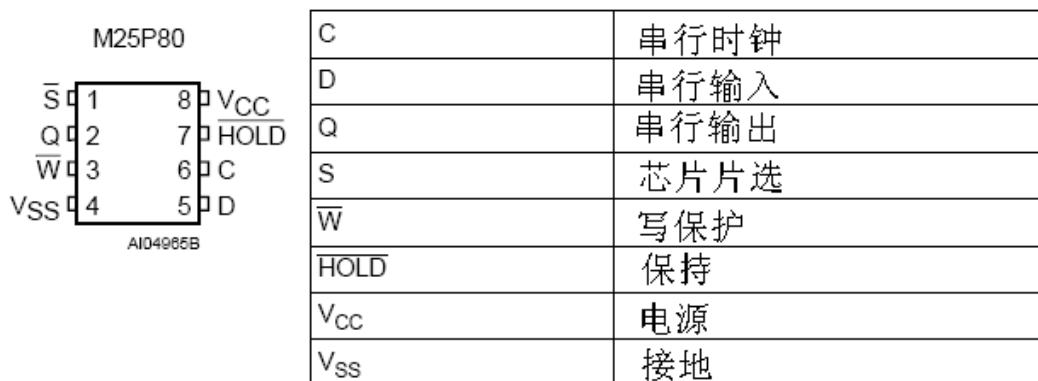 M25P80
S̅ 1 8 VCC
Q 2 7 H̅O̅L̅D̅
W̅ 3 6 C
VSS 4 5 D
AI04965B
C 串行时钟
D 串行输入
Q 串行输出
S 芯片片选
W̅ 写保护
H̅O̅L̅D̅ 保持
VCC 电源
VSS 接地